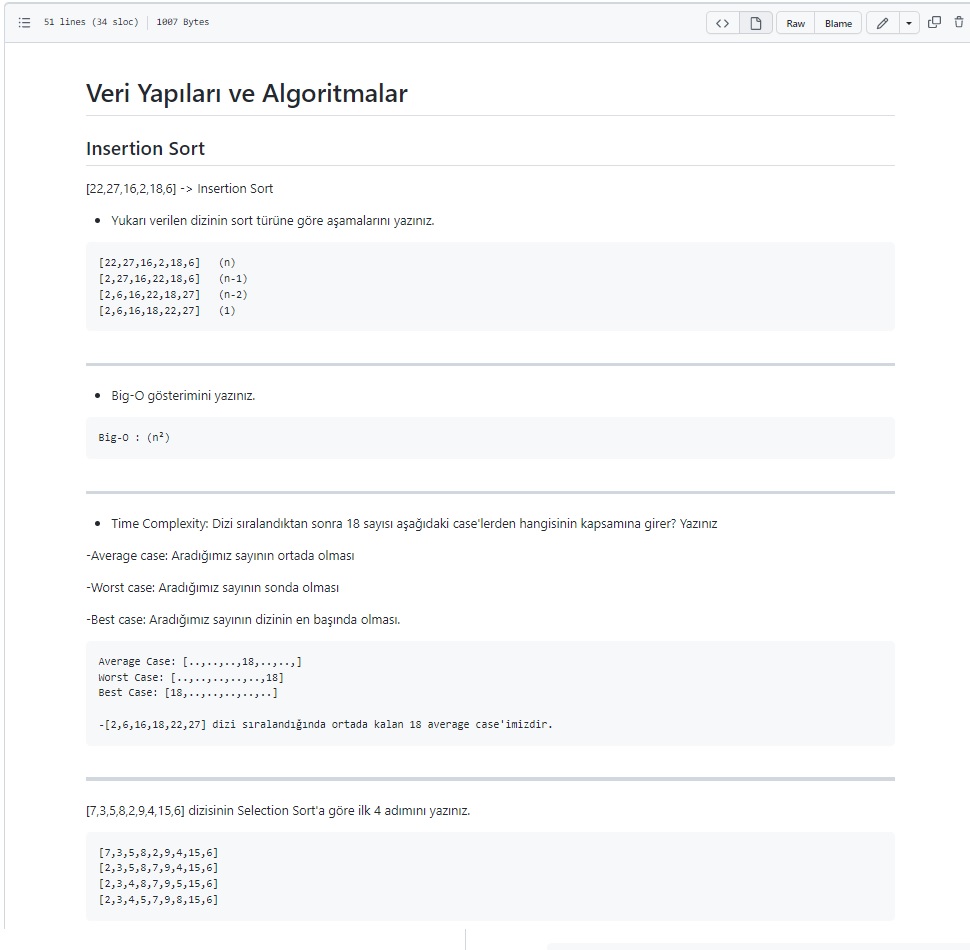 51 lines (34 sloc) 1007 Bytes
Raw Blame
Veri Yapıları ve Algoritmalar
Insertion Sort
[22,27,16,2,18,6] -> Insertion Sort
• Yukarı verilen dizinin sort türüne göre aşamalarını yazınız.
[22,27,16,2,18,6]   (n)
[2,27,16,22,18,6]   (n-1)
[2,6,16,22,18,27]   (n-2)
[2,6,16,18,22,27]   (1)
• Big-O gösterimini yazınız.
Big-O : (n²)
• Time Complexity: Dizi sıralandıktan sonra 18 sayısı aşağıdaki case'lerden hangisinin kapsamına girer? Yazınız
-Average case: Aradığımız sayının ortada olması
-Worst case: Aradığımız sayının sonda olması
-Best case: Aradığımız sayının dizinin en başında olması.
Average Case: [..,..,..,18,..,..,]
Worst Case: [..,..,..,..,..,18]
Best Case: [18,..,..,..,..,..]
-[2,6,16,18,22,27] dizi sıralandığında ortada kalan 18 average case'imizdir.
[7,3,5,8,2,9,4,15,6] dizisinin Selection Sort'a göre ilk 4 adımını yazınız.
[7,3,5,8,2,9,4,15,6]
[2,3,5,8,7,9,4,15,6]
[2,3,4,8,7,9,5,15,6]
[2,3,4,5,7,9,8,15,6]